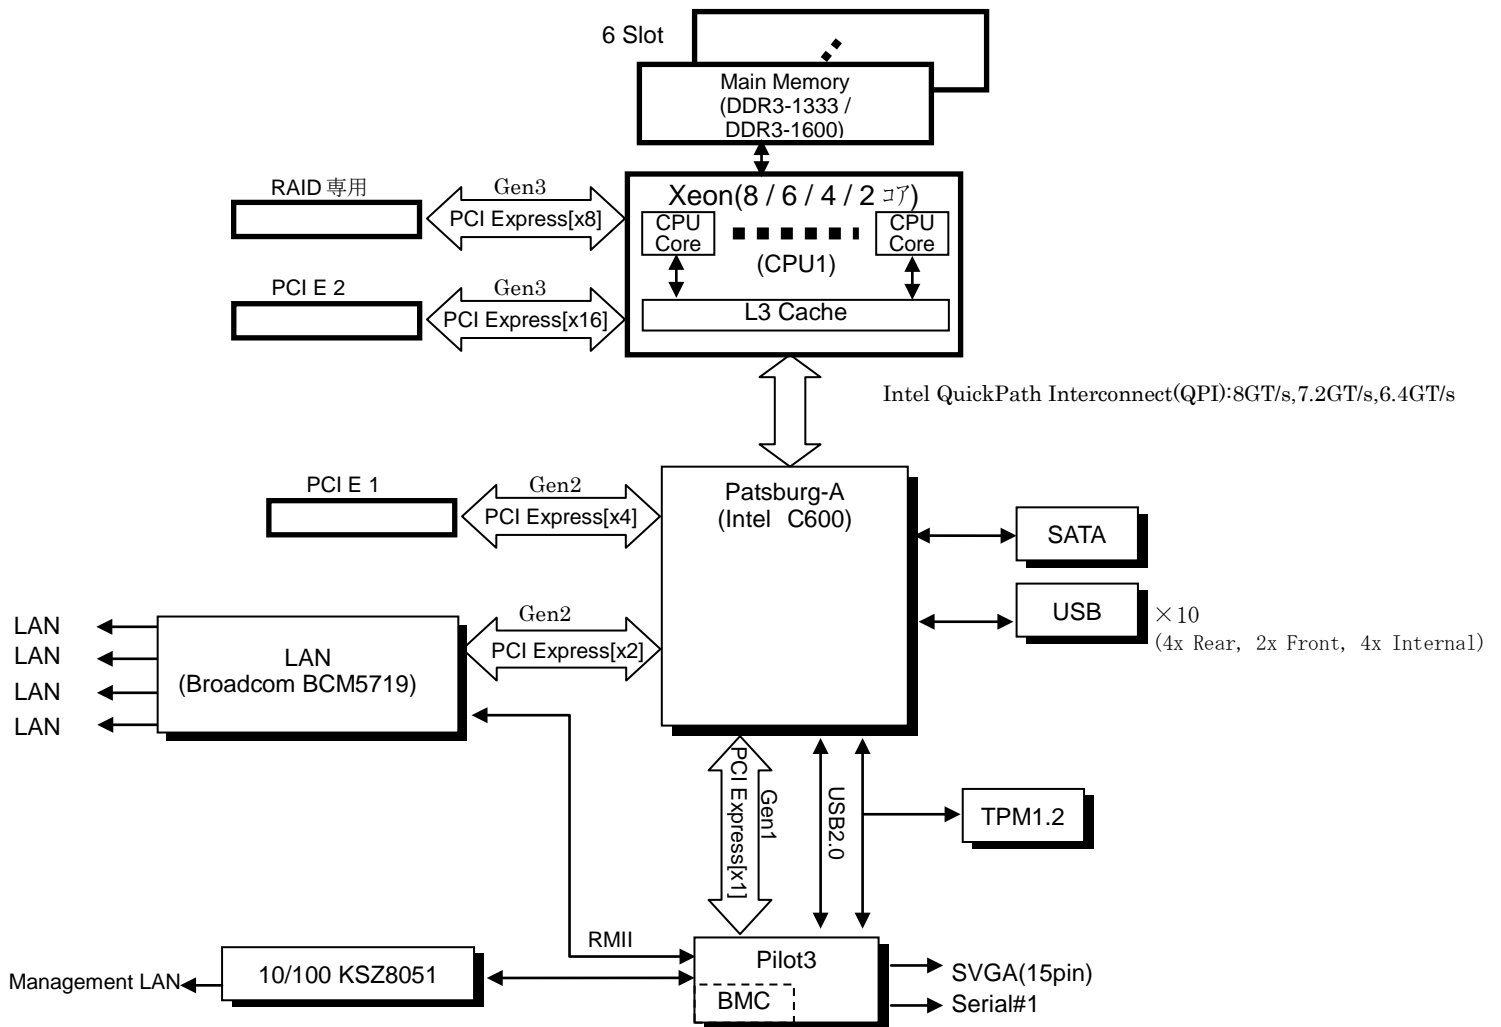 6 Slot
Main Memory
(DDR3-1333 /
DDR3-1600)
RAID 専用
Gen3
PCI Express[x8]
Xeon(8 / 6 / 4 / 2 コア)
CPU
Core
CPU
Core
(CPU1)
L3 Cache
PCI E 2
Gen3
PCI Express[x16]
Intel QuickPath Interconnect(QPI):8GT/s,7.2GT/s,6.4GT/s
PCI E 1
Gen2
PCI Express[x4]
Patsburg-A
(Intel C600)
SATA
USB
×10
(4x Rear, 2x Front, 4x Internal)
LAN
LAN
LAN
LAN
LAN
(Broadcom BCM5719)
Gen2
PCI Express[x2]
Gen1
PCI Express[x1]
USB2.0
TPM1.2
RMII
Management LAN
10/100 KSZ8051
Pilot3
BMC
SVGA(15pin)
Serial#1